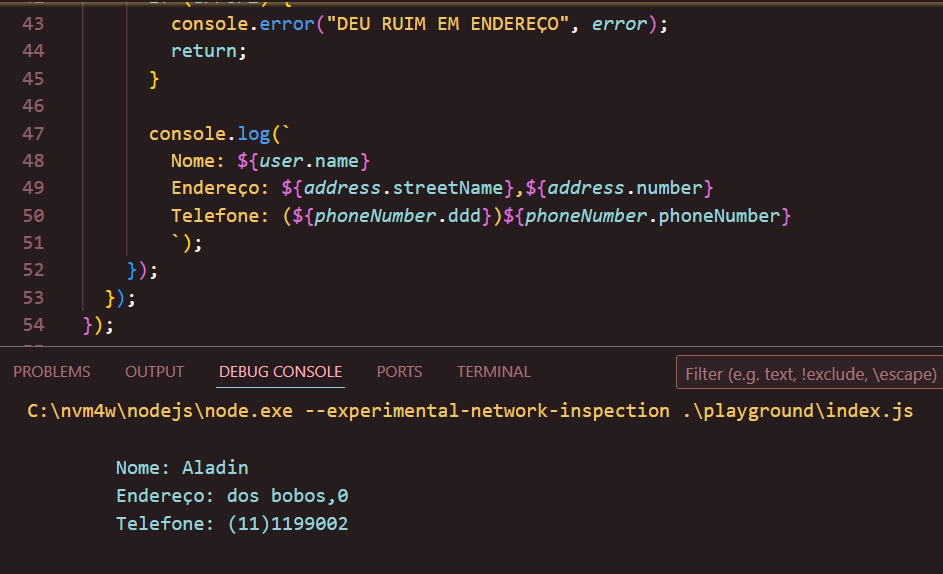 43 console.error("DEU RUIM EM ENDEREÇO", error);
44 return;
45 }
46
47 console.log(`
48 Nome: ${user.name}
49 Endereço: ${address.streetName},${address.number}
50 Telefone: (${phoneNumber.ddd})${phoneNumber.phoneNumber}
51 `);
52 });
53 });
54 });
PROBLEMS OUTPUT DEBUG CONSOLE PORTS TERMINAL Filter (e.g. text, !exclude, \escape)
C:\nvm4w\nodejs\node.exe --experimental-network-inspection .\playground\index.js
Nome: Aladin
Endereço: dos bobos,0
Telefone: (11)1199002